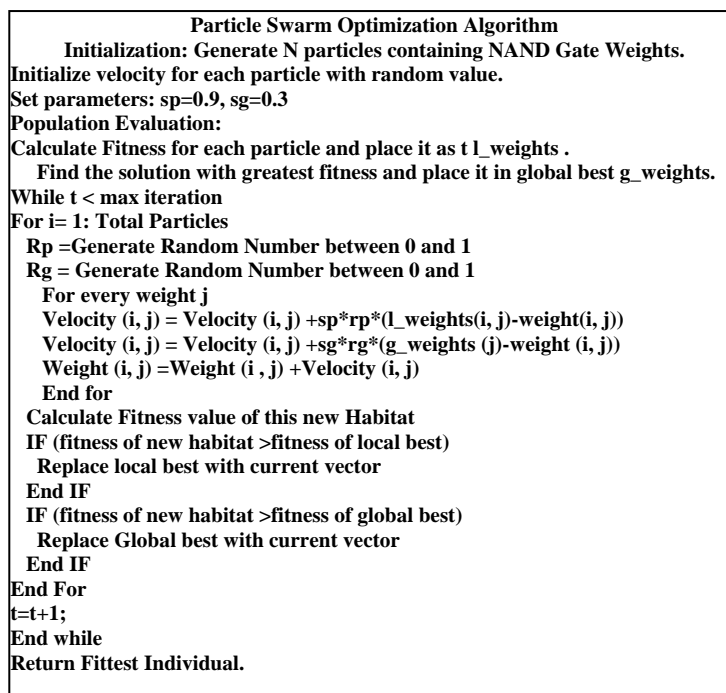 Particle Swarm Optimization Algorithm
Initialization: Generate N particles containing NAND Gate Weights.
Initialize velocity for each particle with random value.
Set parameters: sp=0.9, sg=0.3
Population Evaluation:
Calculate Fitness for each particle and place it as t l_weights .
Find the solution with greatest fitness and place it in global best g_weights.
While t < max iteration
For i= 1: Total Particles
Rp =Generate Random Number between 0 and 1
Rg = Generate Random Number between 0 and 1
For every weight j
Velocity (i, j) = Velocity (i, j) +sp*rp*(l_weights(i, j)-weight(i, j))
Velocity (i, j) = Velocity (i, j) +sg*rg*(g_weights (j)-weight (i, j))
Weight (i, j) =Weight (i , j) +Velocity (i, j)
End for
Calculate Fitness value of this new Habitat
IF (fitness of new habitat >fitness of local best)
Replace local best with current vector
End IF
IF (fitness of new habitat >fitness of global best)
Replace Global best with current vector
End IF
End For
t=t+1;
End while
Return Fittest Individual.